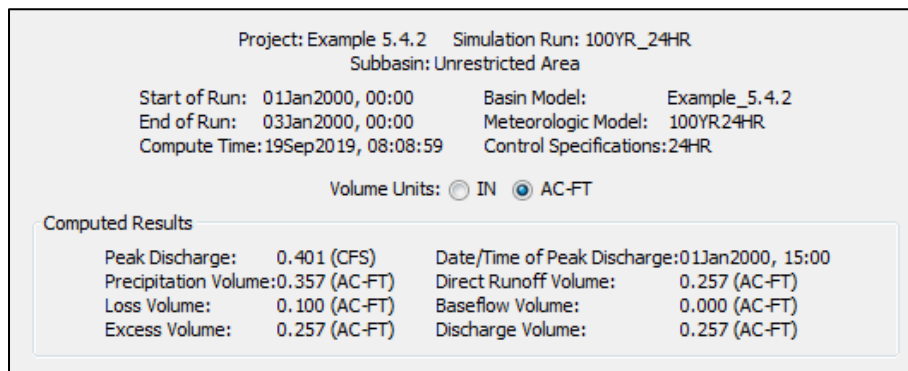 Project: Example 5.4.2 Simulation Run: 100YR_24HR
Subbasin: Unrestricted Area
Start of Run: 01Jan2000, 00:00 Basin Model: Example_5.4.2
End of Run: 03Jan2000, 00:00 Meteorologic Model: 100YR24HR
Compute Time:19Sep2019, 08:08:59 Control Specifications:24HR
Volume Units: IN AC-FT
Computed Results
Peak Discharge: 0.401 (CFS) Date/Time of Peak Discharge:01Jan2000, 15:00
Precipitation Volume:0.357 (AC-FT) Direct Runoff Volume: 0.257 (AC-FT)
Loss Volume: 0.100 (AC-FT) Baseflow Volume: 0.000 (AC-FT)
Excess Volume: 0.257 (AC-FT) Discharge Volume: 0.257 (AC-FT)